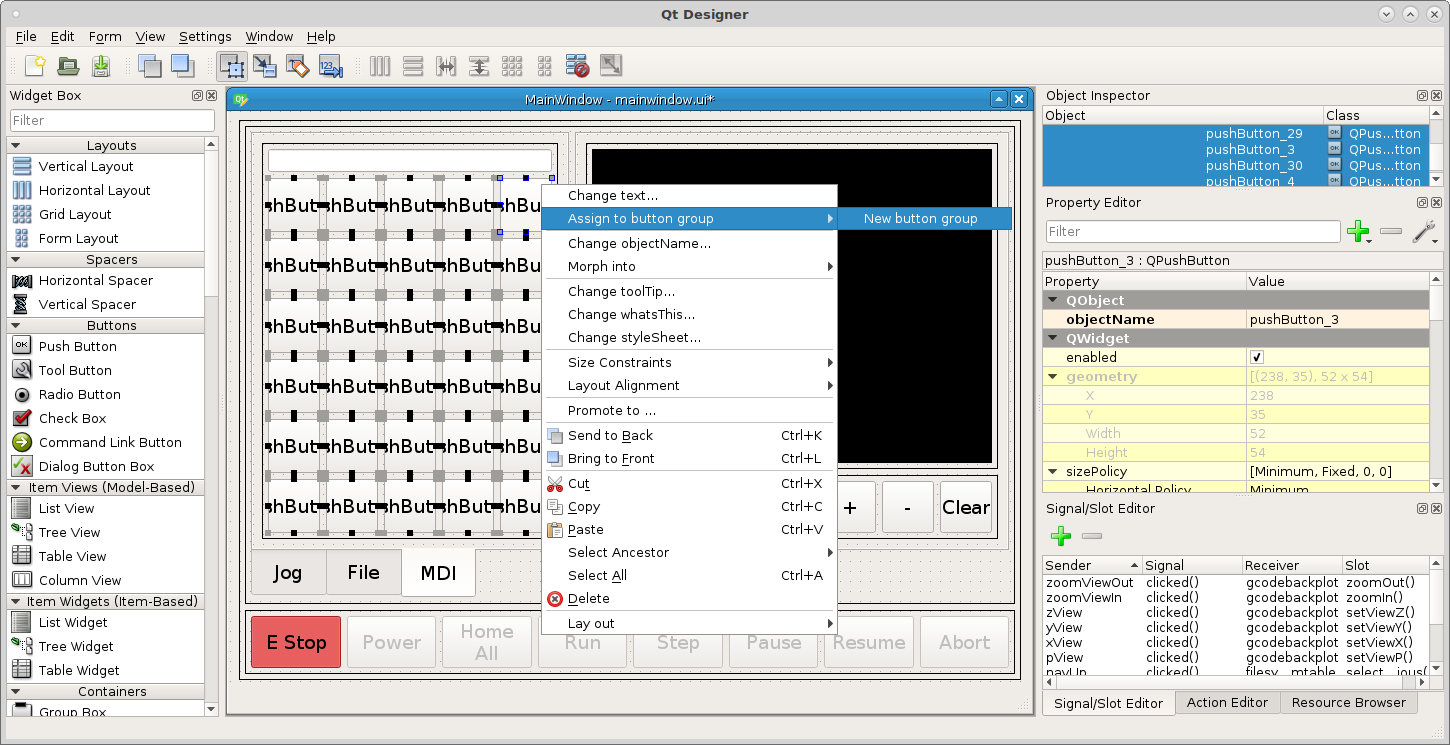 Qt Designer
File Edit Form View Settings Window Help
Widget Box
Filter
Layouts
Vertical Layout
Horizontal Layout
Grid Layout
Form Layout
Spacers
Horizontal Spacer
Vertical Spacer
Buttons
Push Button
Tool Button
Radio Button
Check Box
Command Link Button
Dialog Button Box
Item Views (Model-Based)
List View
Tree View
Table View
Column View
Item Widgets (Item-Based)
List Widget
Tree Widget
Table Widget
Containers
Group Box
MainWindow - mainwindow.ui*
shBut shBut shBut shBut shBu
shBut shBut shBut shBut shBu
shBut shBut shBut shBut shBu
shBut shBut shBut shBut shBu
shBut shBut shBut shBut shBu
shBut shBut shBut shBut shBu
+ - Clear
Jog File MDI
E Stop Power Home All Run Step Pause Resume Abort
Change text...
Assign to button group
New button group
Change objectName...
Morph into
Change toolTip...
Change whatsThis...
Change styleSheet...
Size Constraints
Layout Alignment
Promote to ...
Send to Back Ctrl+K
Bring to Front Ctrl+L
Cut Ctrl+X
Copy Ctrl+C
Paste Ctrl+V
Select Ancestor
Select All Ctrl+A
Delete
Lay out
Object Inspector
Object Class
pushButton_29 QPus...tton
pushButton_3 QPus...tton
pushButton_30 QPus...tton
pushButton_4 QPus...tton
Property Editor
Filter
pushButton_3 : QPushButton
Property Value
QObject
objectName pushButton_3
QWidget
enabled
geometry [(238, 35), 52 x 54]
X 238
Y 35
Width 52
Height 54
sizePolicy [Minimum, Fixed, 0, 0]
Horizontal Policy Minimum
Signal/Slot Editor
Sender Signal Receiver Slot
zoomViewOut clicked() gcodebackplot zoomOut()
zoomViewIn clicked() gcodebackplot zoomIn()
zView clicked() gcodebackplot setViewZ()
yView clicked() gcodebackplot setViewY()
xView clicked() gcodebackplot setViewX()
pView clicked() gcodebackplot setViewP()
navUp clicked() filesy...mtable select...ious()
Signal/Slot Editor Action Editor Resource Browser